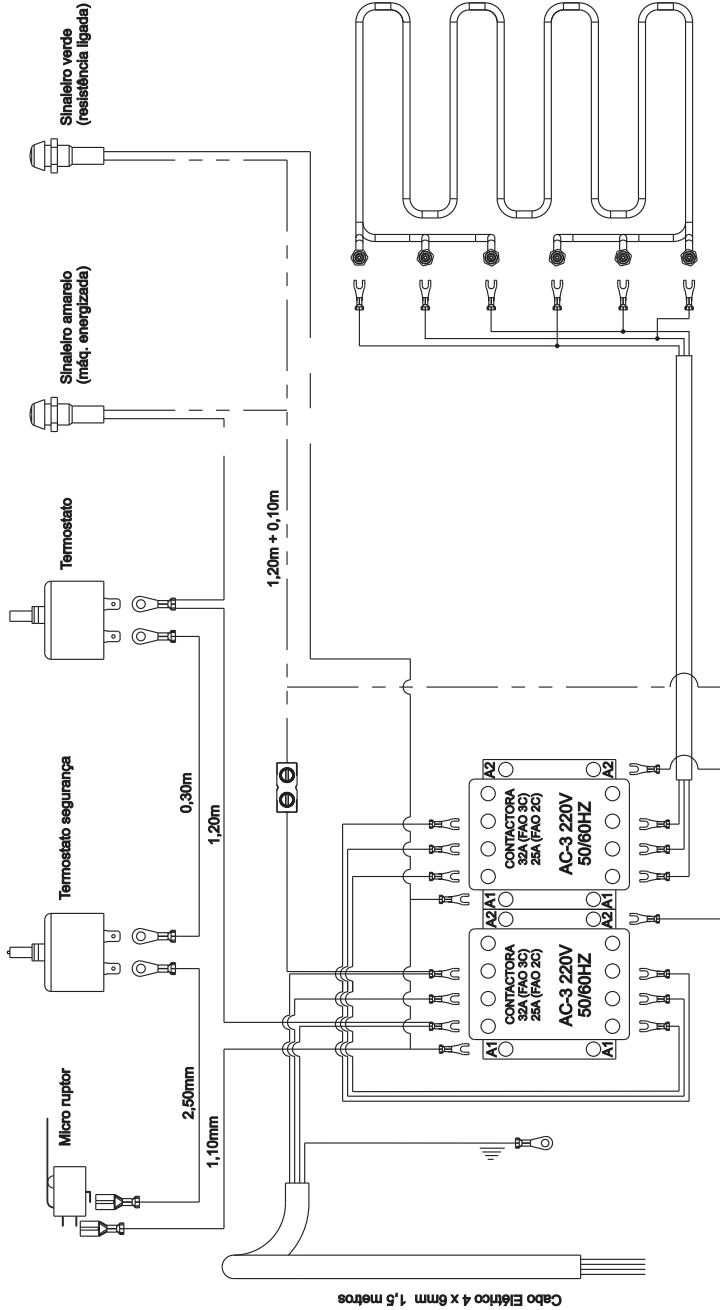 Micro ruptor
Termostato segurança
Termostato
Sinaleiro amarelo
(máq. energizada)
Sinaleiro verde
(resistência ligada)
2,50mm
1,10mm
0,30m
1,20m
1,20m + 0,10m
A1
A1
CONTACTORA
32A (FAO 3C)
25A (FAO 2C)
AC-3 220V
50/60HZ
A2
A2
A1
A1
CONTACTORA
32A (FAO 3C)
25A (FAO 2C)
AC-3 220V
50/60HZ
A2
A2
Cabo Elétrico 4 x 6mm 1,5 metros